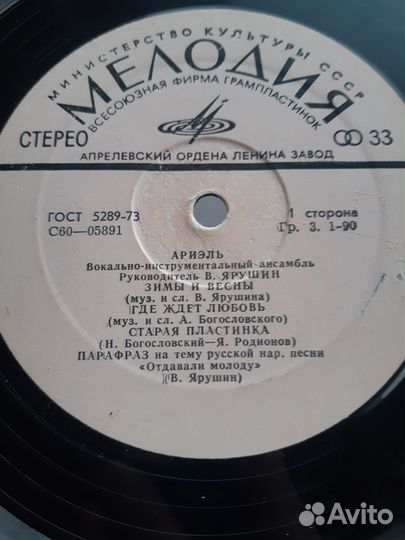 МИНИСТЕРСТВО КУЛЬТУРЫ СССР
МЕЛОДИЯ
ВСЕСОЮЗНАЯ ФИРМА ГРАМПЛАСТИНОК
СТЕРЕО
33
АПРЕЛЕВСКИЙ ОРДЕНА ЛЕНИНА ЗАВОД
ГОСТ 5289-73
1 сторона
С60—05891
Гр. 3. 1-90
АРИЭЛЬ
Вокально-инструментальный ансамбль
Руководитель В. ЯРУШИН
ЗИМЫ И ВЕСНЫ
(муз. и сл. В. Ярушина)
ГДЕ ЖДЕТ ЛЮБОВЬ
(муз. и сл. А. Богословского)
СТАРАЯ ПЛАСТИНКА
(Н. Богословский—Я. Родионов)
ПАРАФРАЗ на тему русской нар. песни
«Отдавали молоду»
(В. Ярушин)
Avito